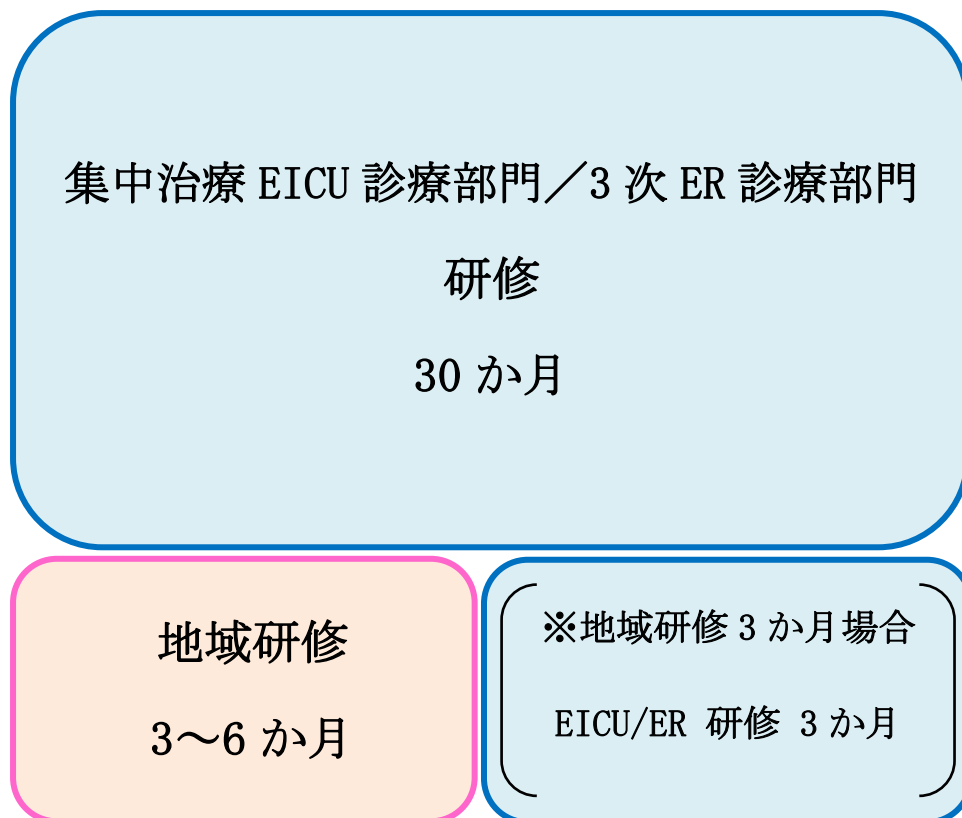 集中治療 EICU 診療部門／3 次 ER 診療部門
研修
30 か月
地域研修
3～6 か月
※地域研修 3 か月場合
EICU/ER 研修 3 か月